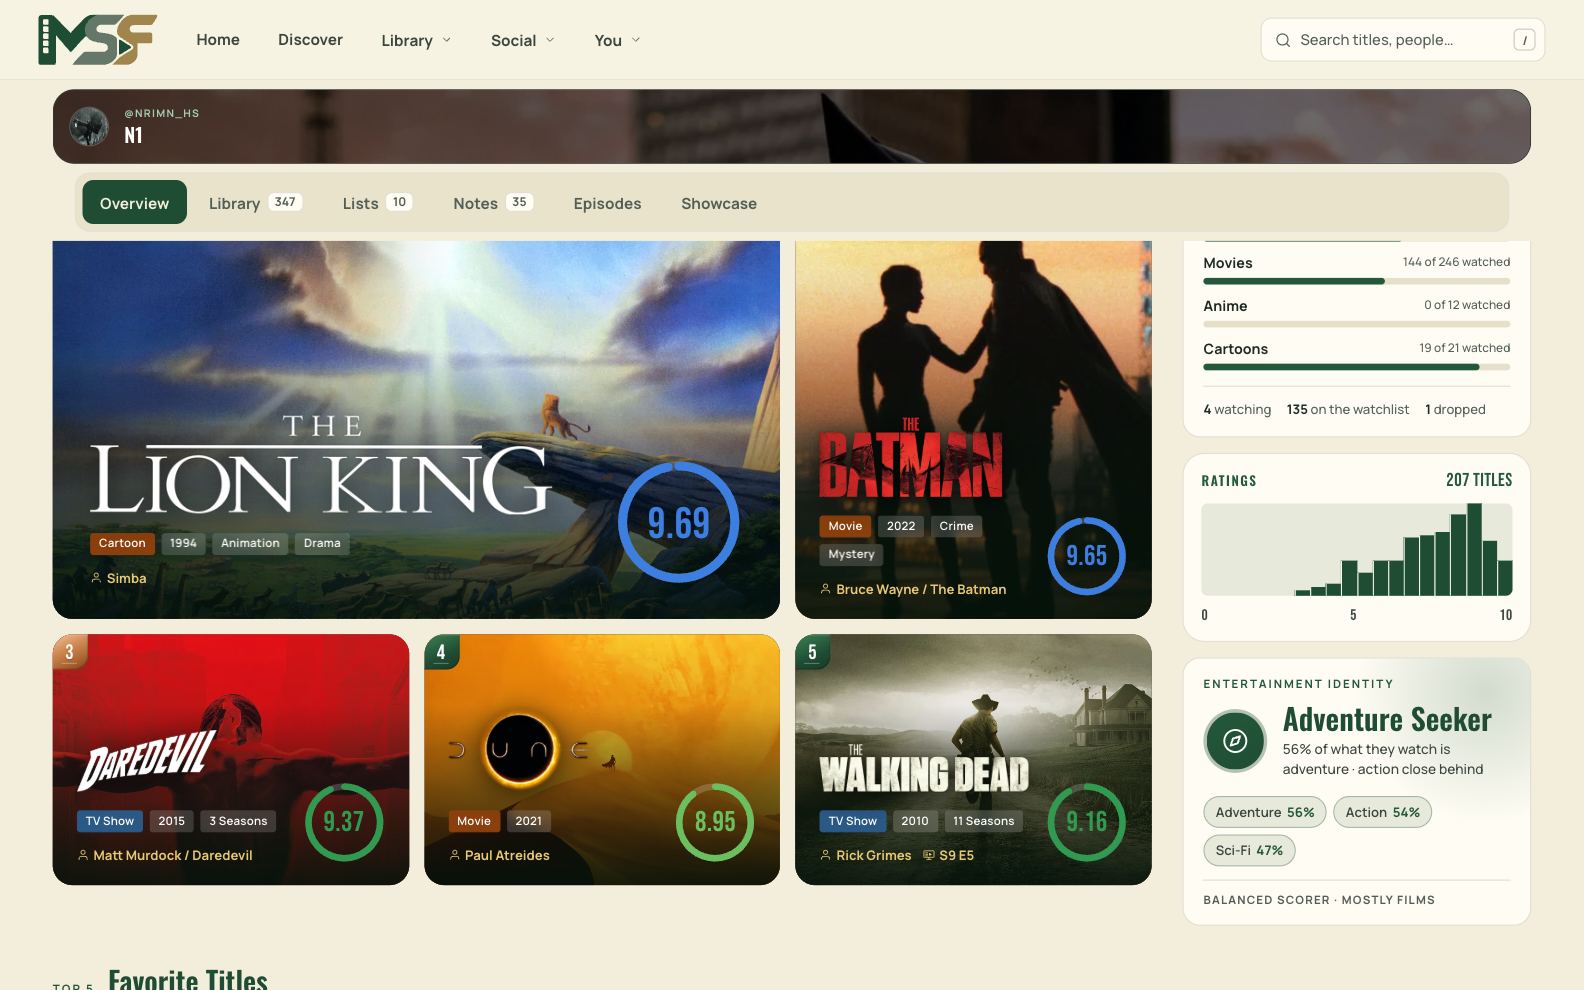 MSF
Home
Discover
Library
Social
You
Search titles, people...
/
@NRIMN_HS
N1
Overview
Library 347
Lists 10
Notes 35
Episodes
Showcase
THE
LION KING
Cartoon 1994 Animation Drama
Simba
9.69
THE
BATMAN
Movie 2022 Crime
Mystery
Bruce Wayne / The Batman
9.65
3
DAREDEVIL
TV Show 2015 3 Seasons
Matt Murdock / Daredevil
9.37
4
DUNE
Movie 2021
Paul Atreides
8.95
5
THE
WALKING DEAD
TV Show 2010 11 Seasons
Rick Grimes S9 E5
9.16
Movies 144 of 246 watched
Anime 0 of 12 watched
Cartoons 19 of 21 watched
4 watching 135 on the watchlist 1 dropped
RATINGS 207 TITLES
0 5 10
ENTERTAINMENT IDENTITY
Adventure Seeker
56% of what they watch is
adventure · action close behind
Adventure 56% Action 54%
Sci-Fi 47%
BALANCED SCORER · MOSTLY FILMS
TOP 5 Favorite Titles